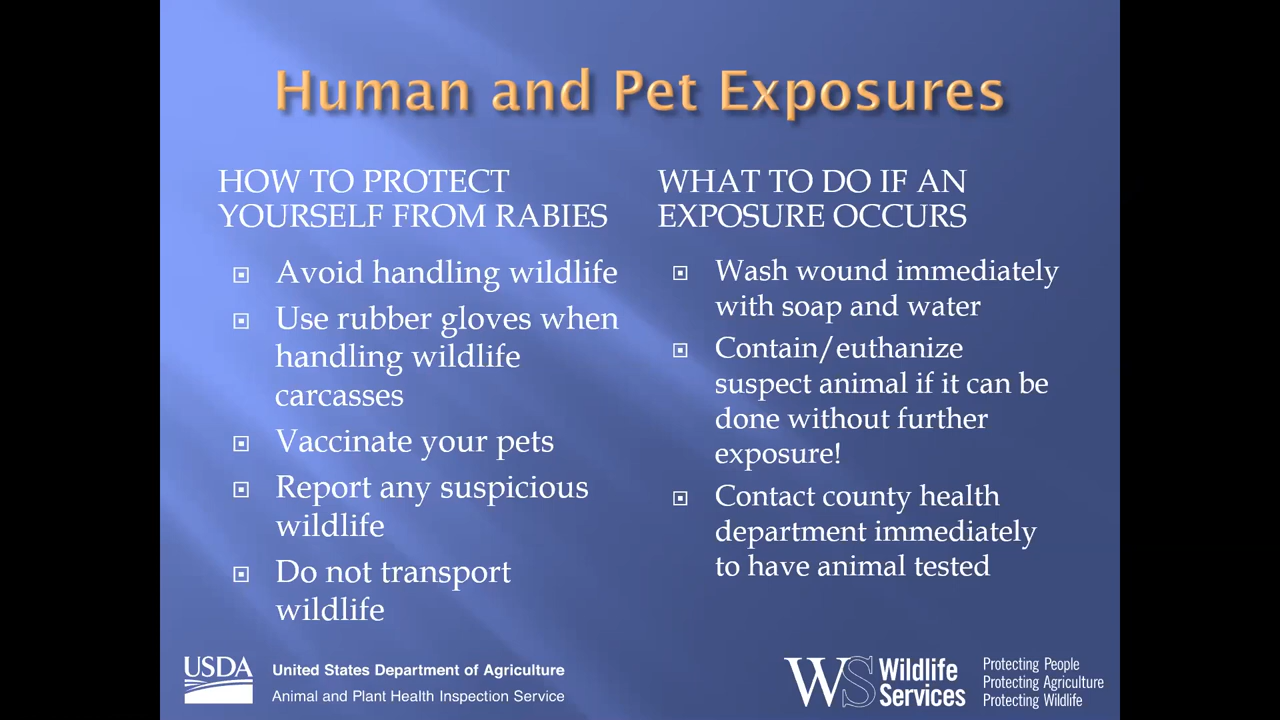 Human and Pet Exposures
HOW TO PROTECT
YOURSELF FROM RABIES
Avoid handling wildlife
Use rubber gloves when
handling wildlife
carcasses
Vaccinate your pets
Report any suspicious
wildlife
Do not transport
wildlife
WHAT TO DO IF AN
EXPOSURE OCCURS
Wash wound immediately
with soap and water
Contain/euthanize
suspect animal if it can be
done without further
exposure!
Contact county health
department immediately
to have animal tested
USDA
United States Department of Agriculture
Animal and Plant Health Inspection Service
WS
Wildlife
Services
Protecting People
Protecting Agriculture
Protecting Wildlife